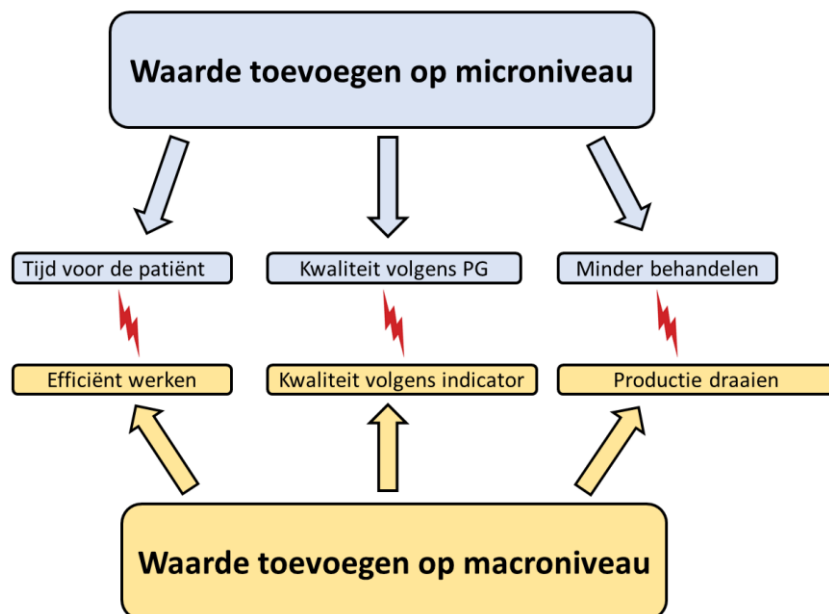 Waarde toevoegen op microniveau
Tijd voor de patiënt
Kwaliteit volgens PG
Minder behandelen
Efficiënt werken
Kwaliteit volgens indicator
Productie draaien
Waarde toevoegen op macroniveau